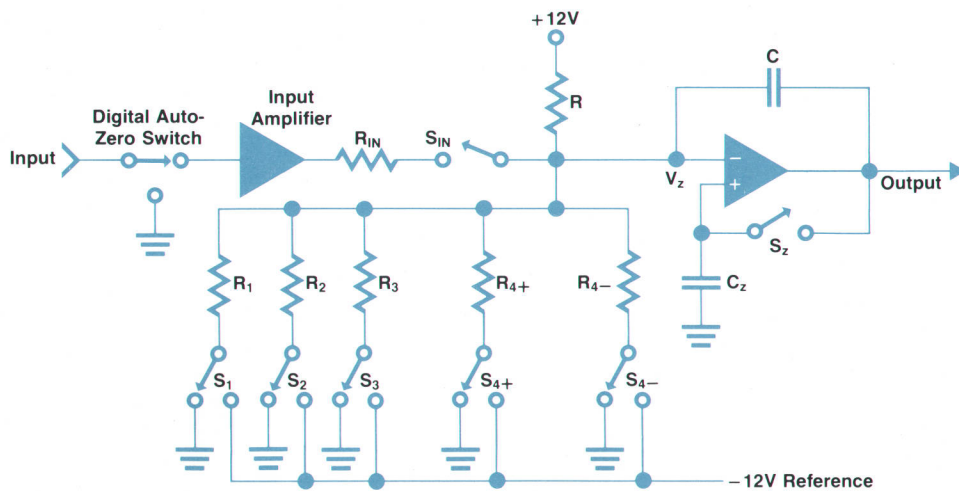 +12V
C
R
Digital Auto-
Zero Switch
Input
Amplifier
Input
R_IN
S_IN
V_z
−
+
Output
S_z
C_z
R_1
R_2
R_3
R_4+
R_4−
S_1
S_2
S_3
S_4+
S_4−
−12V Reference